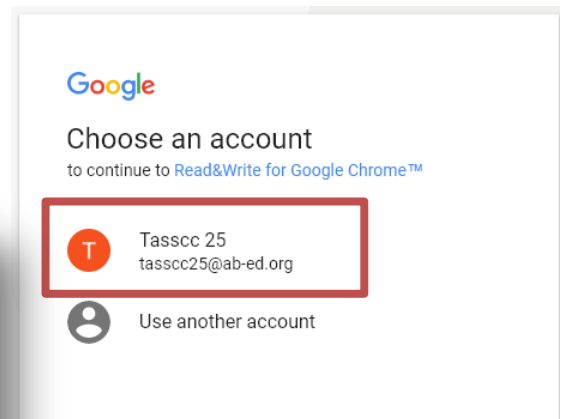 Google
Choose an account
to continue to Read&Write for Google Chrome™
T
Tasscc 25
tasscc25@ab-ed.org
Use another account